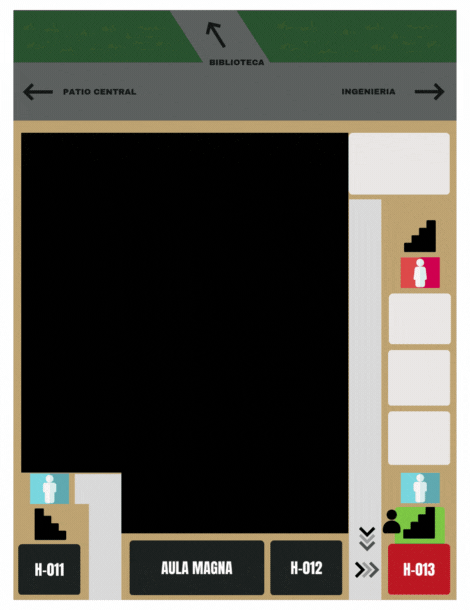 BIBLIOTECA
PATIO CENTRAL
INGENIERIA
H-011
AULA MAGNA
H-012
H-013